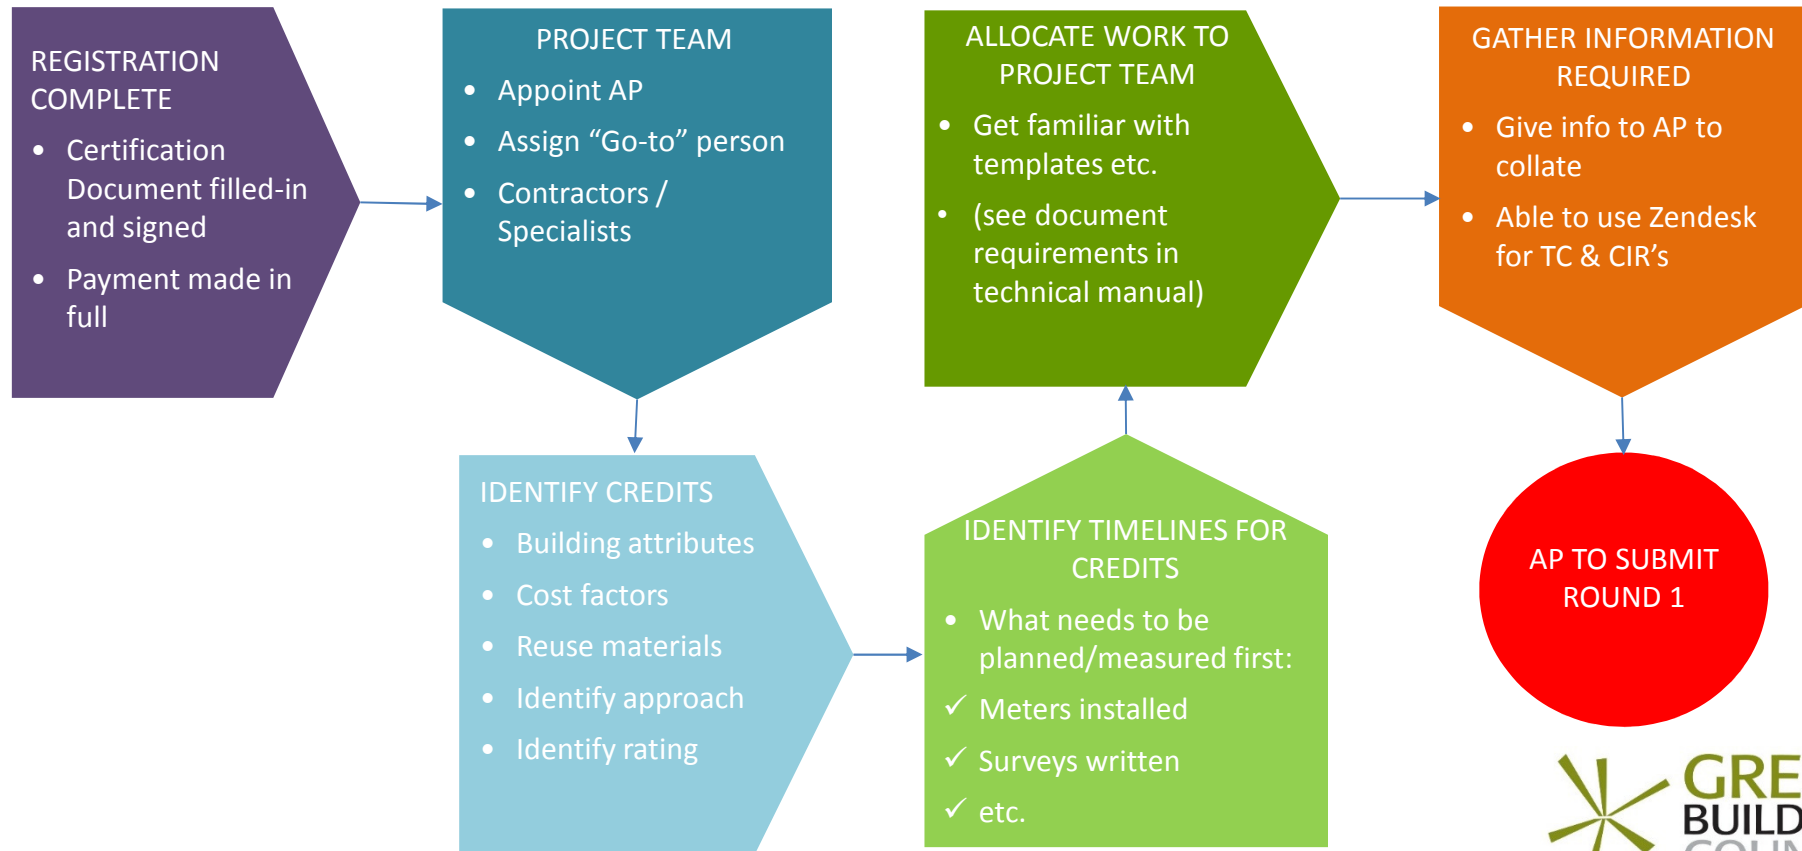 REGISTRATION
COMPLETE
• Certification
Document filled-in
and signed
• Payment made in
full
PROJECT TEAM
• Appoint AP
• Assign “Go-to” person
• Contractors /
Specialists
IDENTIFY CREDITS
• Building attributes
• Cost factors
• Reuse materials
• Identify approach
• Identify rating
IDENTIFY TIMELINES FOR
CREDITS
• What needs to be
planned/measured first:
✓ Meters installed
✓ Surveys written
✓ etc.
ALLOCATE WORK TO
PROJECT TEAM
• Get familiar with
templates etc.
• (see document
requirements in
technical manual)
GATHER INFORMATION
REQUIRED
• Give info to AP to
collate
• Able to use Zendesk
for TC & CIR’s
AP TO SUBMIT
ROUND 1
GRE
BUILD
COUN